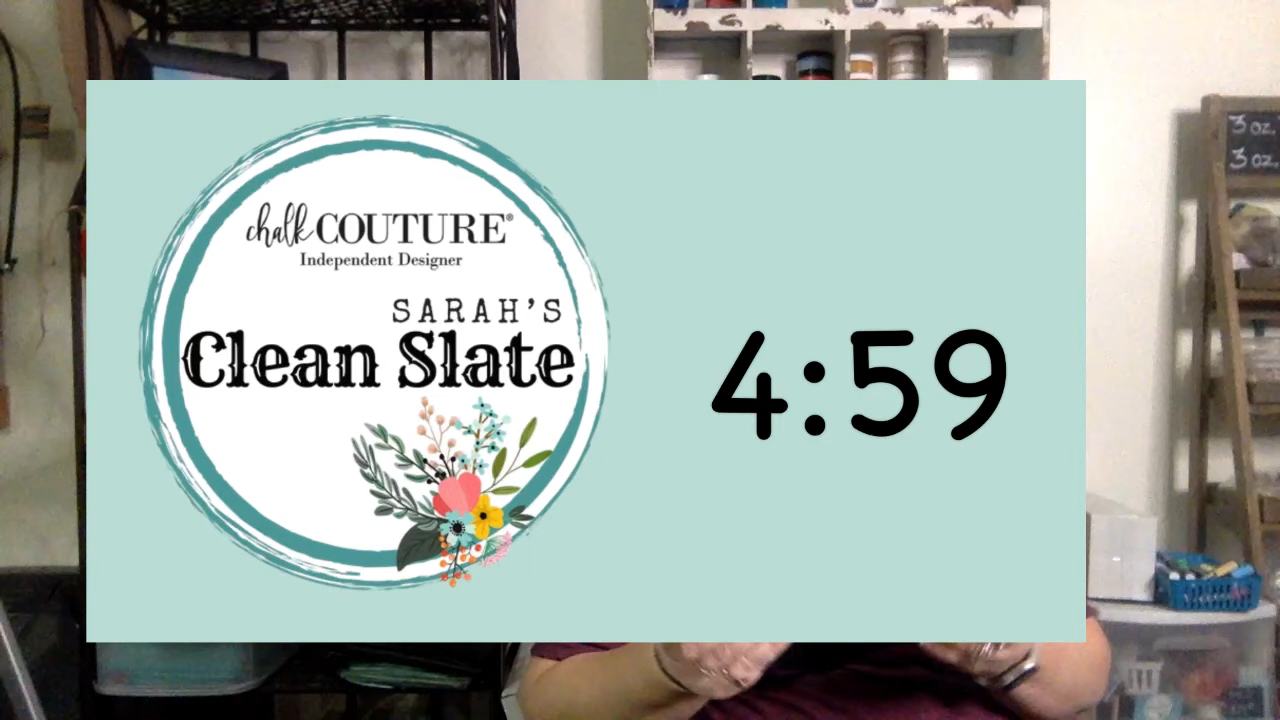 chalk COUTURE®
Independent Designer
SARAH'S
Clean Slate
4:59
3 oz.
3 oz.